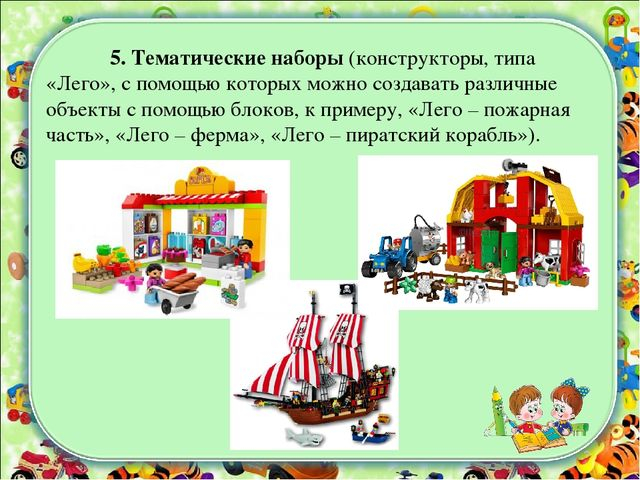 5. Тематические наборы (конструкторы, типа
«Лего», с помощью которых можно создавать различные
объекты с помощью блоков, к примеру, «Лего – пожарная
часть», «Лего – ферма», «Лего – пиратский корабль»).